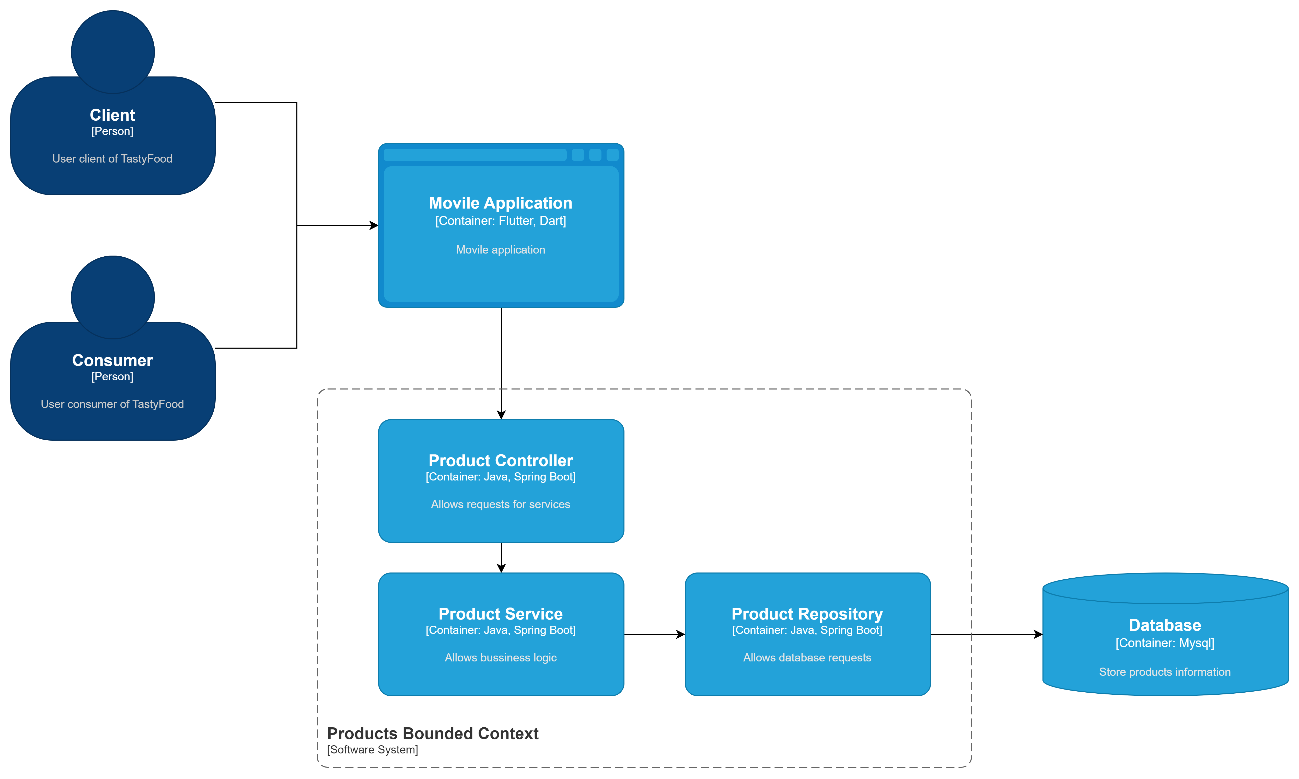 Client
[Person]
User client of TastyFood
Movile Application
[Container: Flutter, Dart]
Movile application
Consumer
[Person]
User consumer of TastyFood
Product Controller
[Container: Java, Spring Boot]
Allows requests for services
Product Service
[Container: Java, Spring Boot]
Allows bussiness logic
Product Repository
[Container: Java, Spring Boot]
Allows database requests
Database
[Container: Mysql]
Store products information
Products Bounded Context
[Software System]